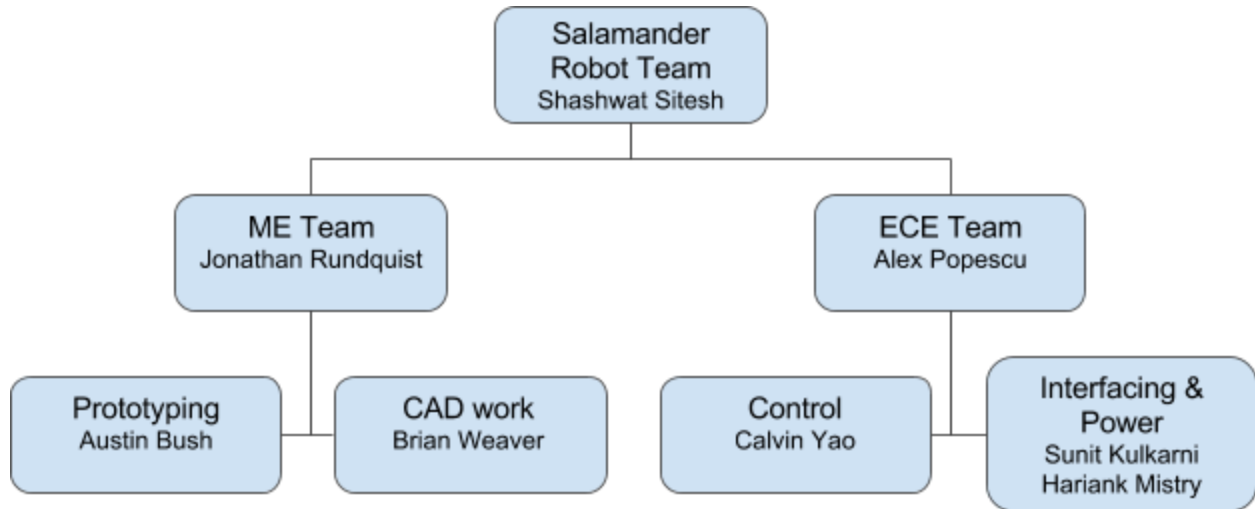 Salamander
Robot Team
Shashwat Sitesh
ME Team
Jonathan Rundquist
ECE Team
Alex Popescu
Prototyping
Austin Bush
CAD work
Brian Weaver
Control
Calvin Yao
Interfacing &
Power
Sunit Kulkarni
Hariank Mistry